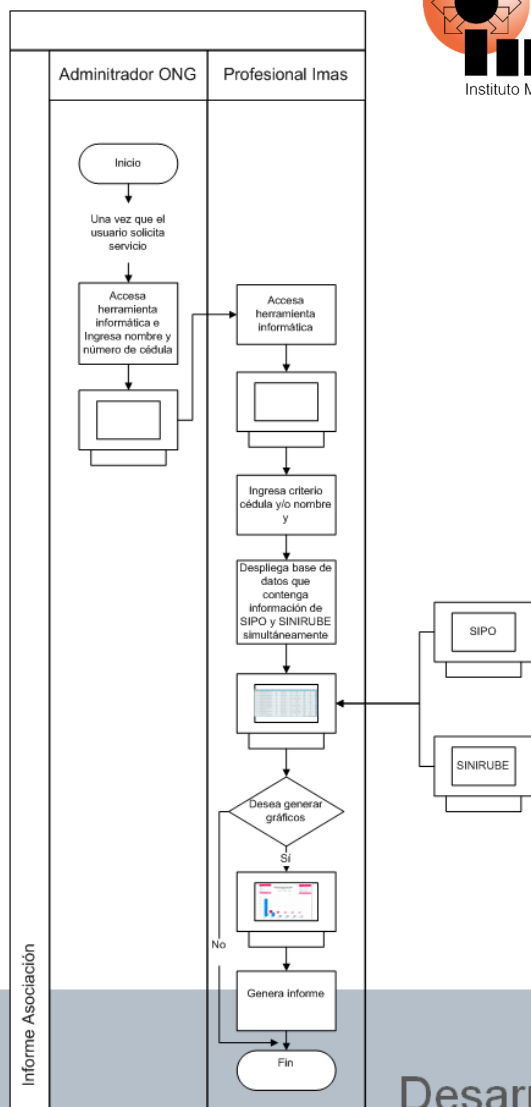 Adminitrador ONG
Profesional Imas
Instituto M
Inicio
Una vez que el
usuario solicita
servicio
Accesa
herramienta
informática e
Ingresa nombre y
número de cédula
Accesa
herramienta
informática
Ingresa criterio
cédula y/o nombre
y
Despliega base de
datos que
contenga
información de
SIPO y SINIRUBE
simultáneamente
SIPO
SINIRUBE
Desea generar
gráficos
Sí
No
Genera informe
Fin
Informe Asociación
Desarr